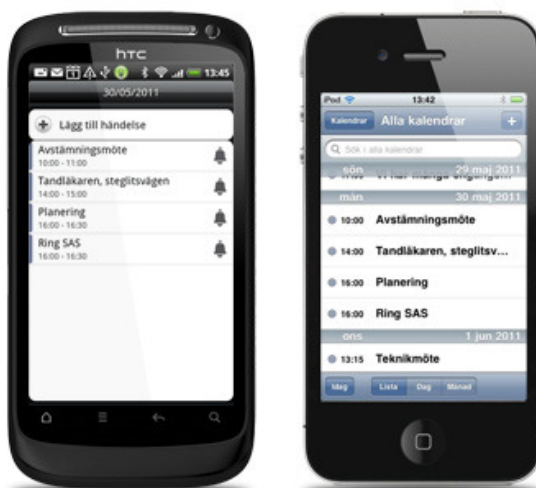 htc
13:45
30/05/2011
Lägg till händelse
Avstämningsmöte
10:00 - 11:00
Tandläkaren, steglitsvägen
14:00 - 15:00
Planering
16:00 - 16:30
Ring SAS
16:00 - 16:30
iPod 13:42
Kalendrar Alla kalendrar +
Sök i alla kalendrar
sön 29 maj 2011
mån 30 maj 2011
10:00 Avstämningsmöte
14:00 Tandläkaren, steglitsv...
16:00 Planering
16:00 Ring SAS
ons 1 jun 2011
13:15 Teknikmöte
Idag Lista Dag Månad